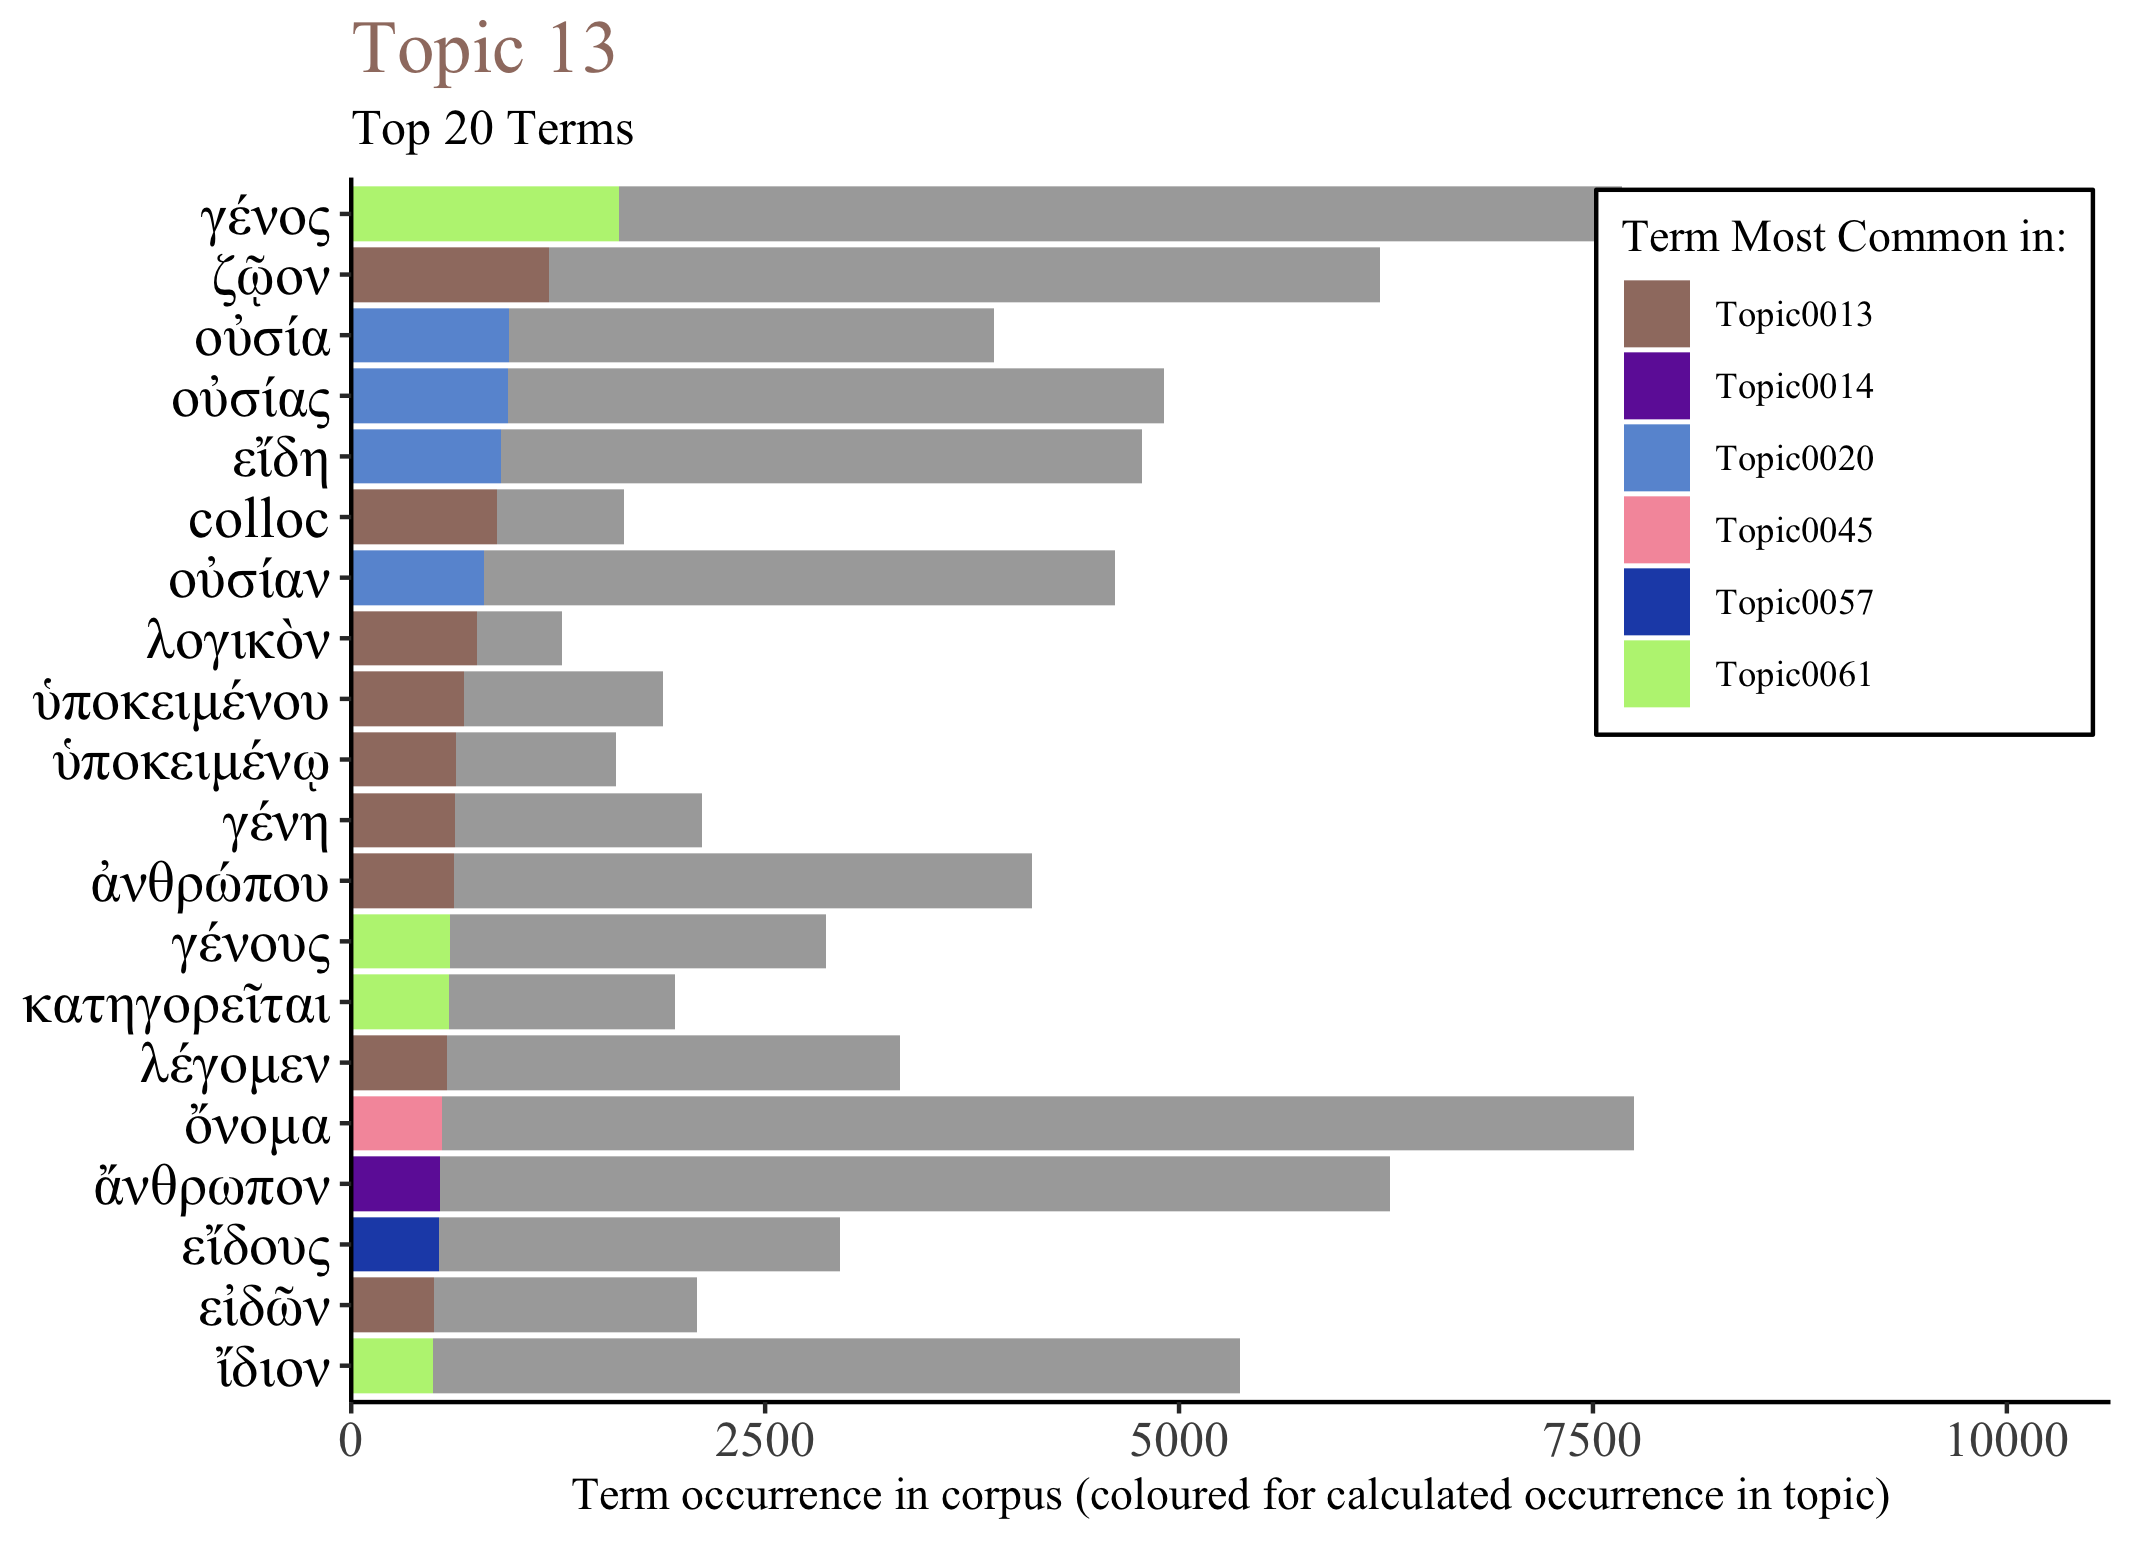 Topic 13
Top 20 Terms
γένος
ζῷον
οὐσία
οὐσίας
εἴδη
colloc
οὐσίαν
λογικὸν
ὑποκειμένου
ὑποκειμένῳ
γένη
ἀνθρώπου
γένους
κατηγορεῖται
λέγομεν
ὄνομα
ἄνθρωπον
εἴδους
εἰδῶν
ἴδιον
Term Most Common in:
Topic0013
Topic0014
Topic0020
Topic0045
Topic0057
Topic0061
0 2500 5000 7500 10000
Term occurrence in corpus (coloured for calculated occurrence in topic)